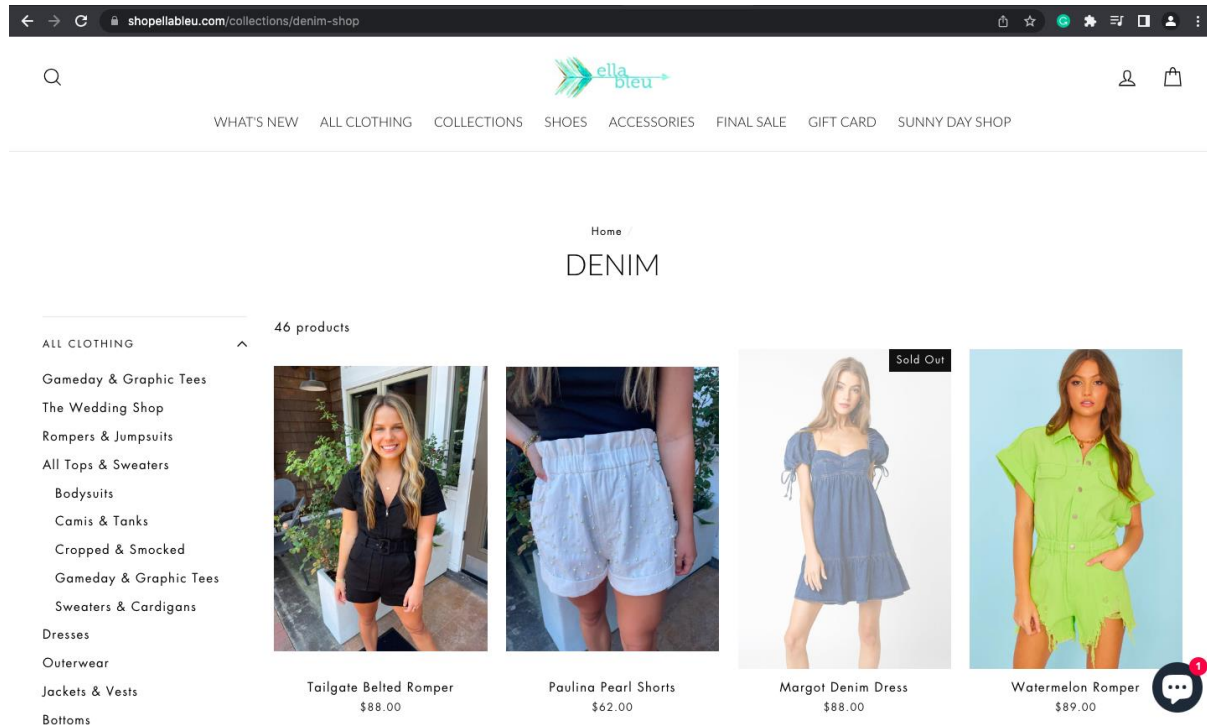 shopellableu.com/collections/denim-shop
ella
bleu
WHAT'S NEW ALL CLOTHING COLLECTIONS SHOES ACCESSORIES FINAL SALE GIFT CARD SUNNY DAY SHOP
Home /
DENIM
ALL CLOTHING
Gameday & Graphic Tees
The Wedding Shop
Rompers & Jumpsuits
All Tops & Sweaters
Bodysuits
Camis & Tanks
Cropped & Smocked
Gameday & Graphic Tees
Sweaters & Cardigans
Dresses
Outerwear
Jackets & Vests
Bottoms
46 products
Tailgate Belted Romper
$88.00
Paulina Pearl Shorts
$62.00
Sold Out
Margot Denim Dress
$88.00
Watermelon Romper
$89.00
1